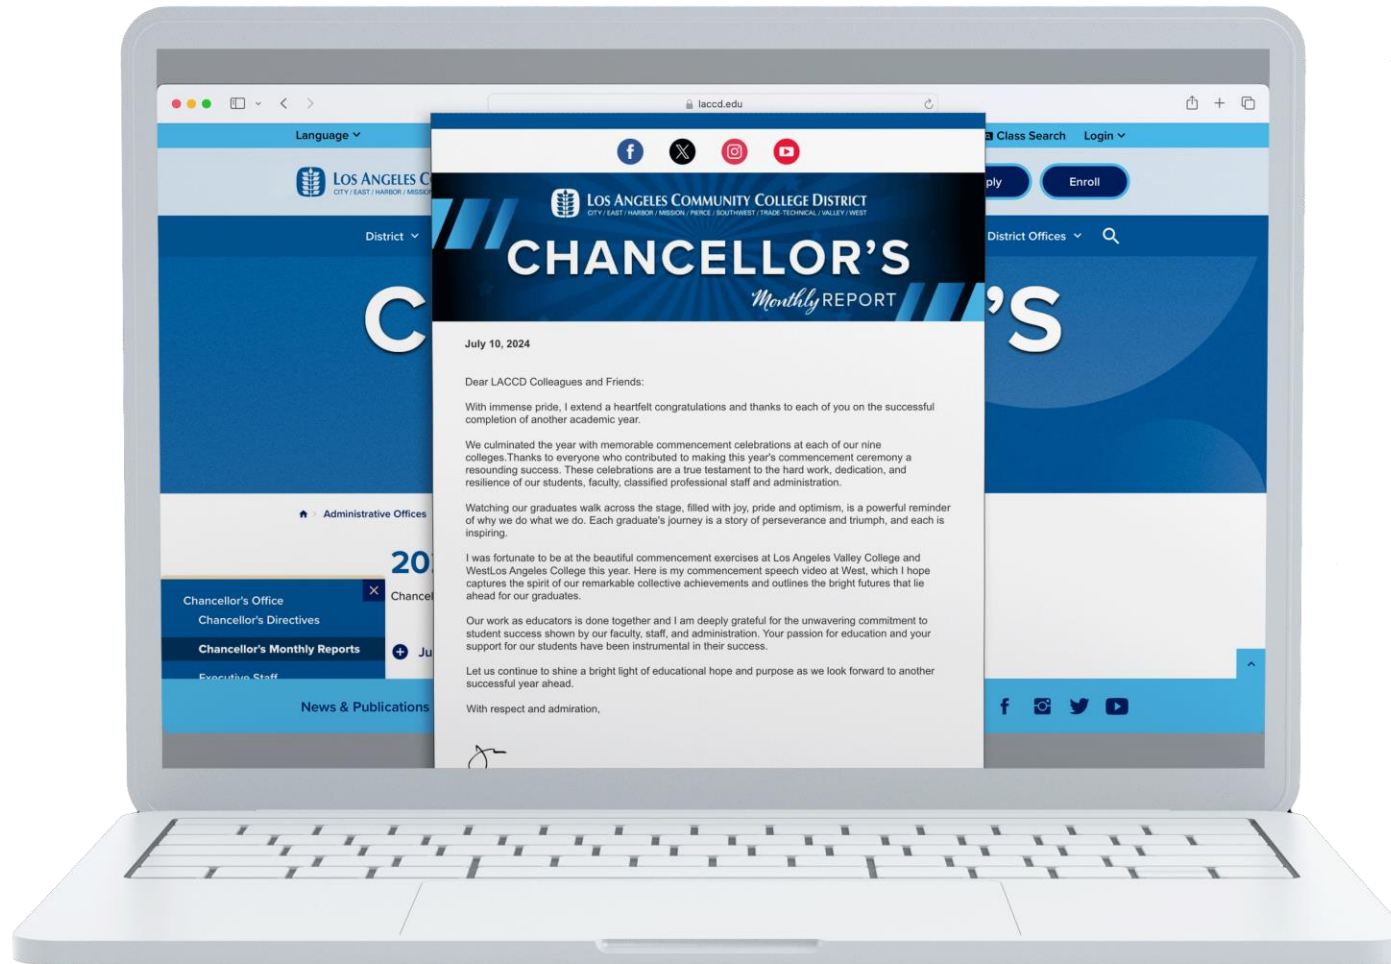 laccd.edu
Language
Class Search Login
LOS ANGELES C
CITY / EAST / HARBOR / MISSION
ply Enroll
District
District Offices
C
'S
Administrative Offices
20
Chancel
Chancellor's Office
Chancellor's Directives
Chancellor's Monthly Reports
Executive Staff
Ju
News & Publications
LOS ANGELES COMMUNITY COLLEGE DISTRICT
CITY / EAST / HARBOR / MISSION / PIERCE / SOUTHWEST / TRADE-TECHNICAL / VALLEY / WEST
CHANCELLOR'S
Monthly REPORT
July 10, 2024
Dear LACCD Colleagues and Friends:
With immense pride, I extend a heartfelt congratulations and thanks to each of you on the successful
completion of another academic year.
We culminated the year with memorable commencement celebrations at each of our nine
colleges.Thanks to everyone who contributed to making this year's commencement ceremony a
resounding success. These celebrations are a true testament to the hard work, dedication, and
resilience of our students, faculty, classified professional staff and administration.
Watching our graduates walk across the stage, filled with joy, pride and optimism, is a powerful reminder
of why we do what we do. Each graduate's journey is a story of perseverance and triumph, and each is
inspiring.
I was fortunate to be at the beautiful commencement exercises at Los Angeles Valley College and
WestLos Angeles College this year. Here is my commencement speech video at West, which I hope
captures the spirit of our remarkable collective achievements and outlines the bright futures that lie
ahead for our graduates.
Our work as educators is done together and I am deeply grateful for the unwavering commitment to
student success shown by our faculty, staff, and administration. Your passion for education and your
support for our students have been instrumental in their success.
Let us continue to shine a bright light of educational hope and purpose as we look forward to another
successful year ahead.
With respect and admiration,